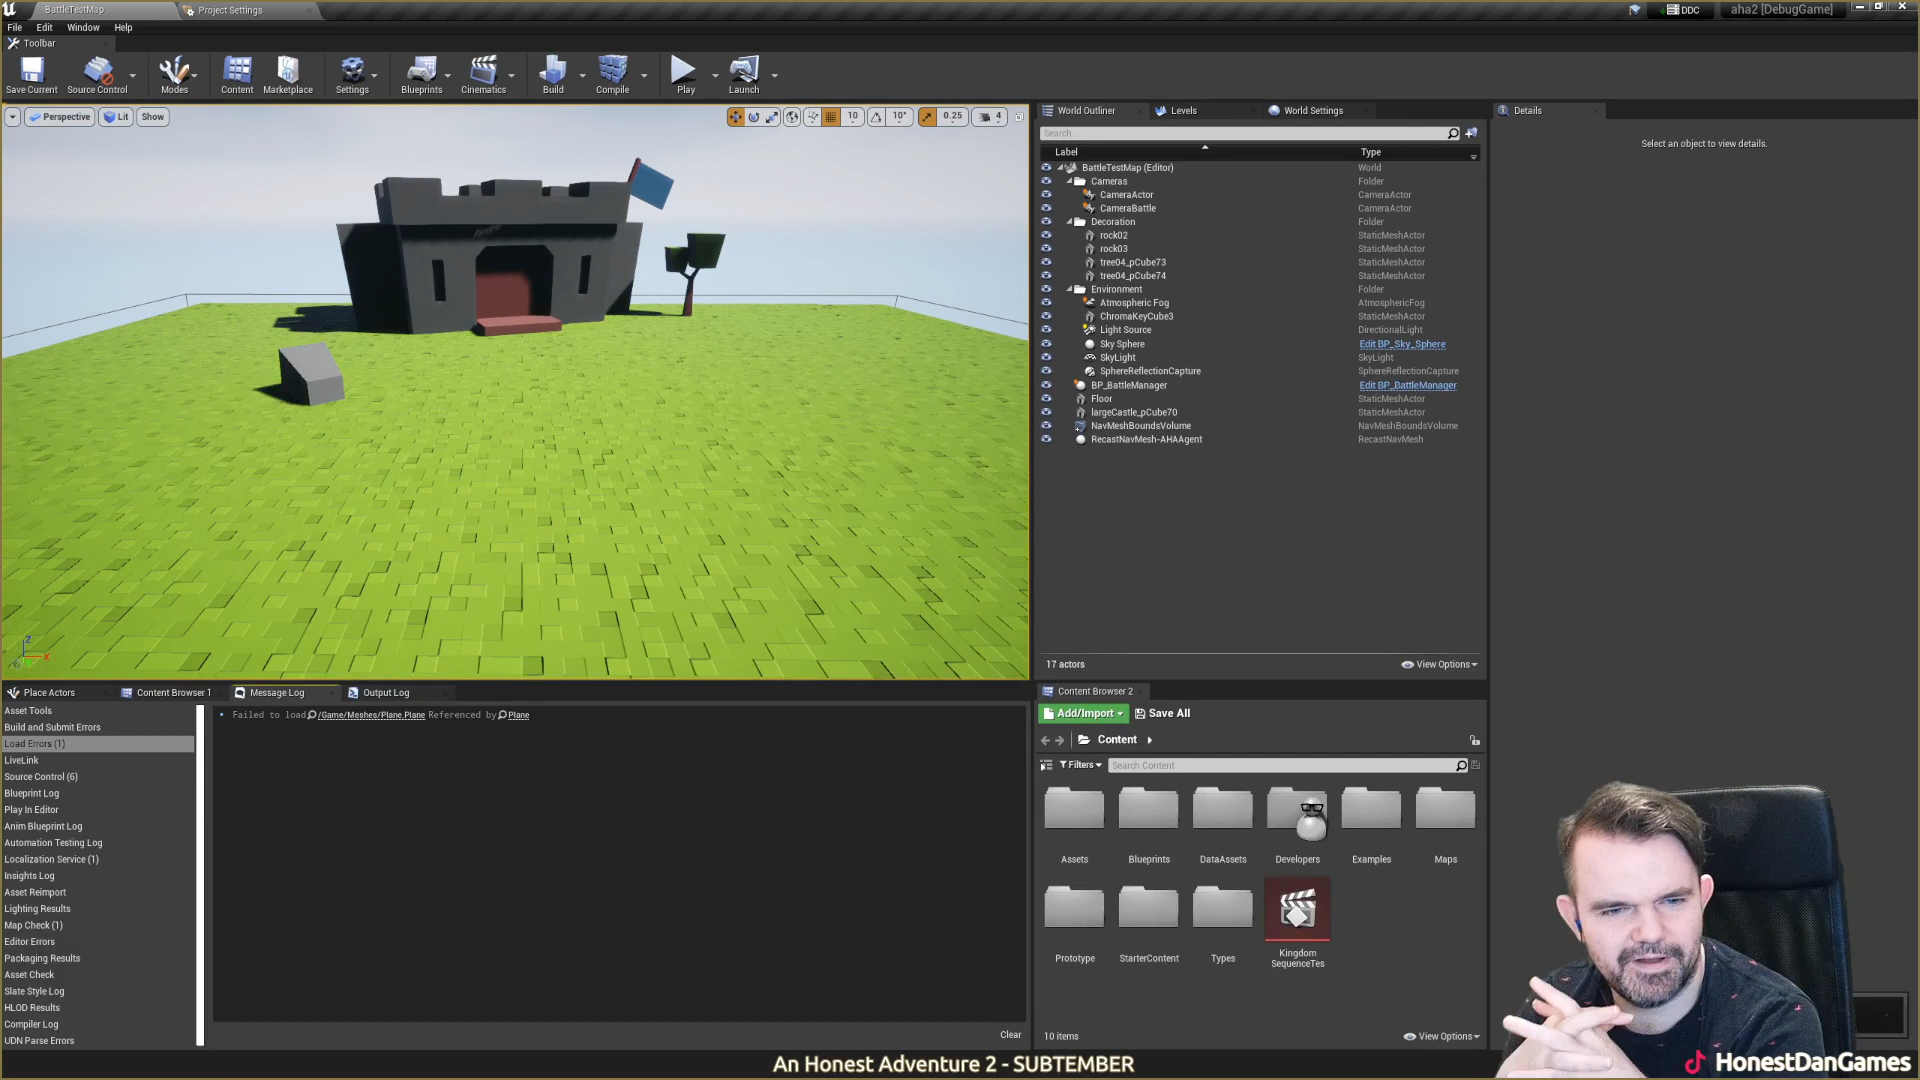 BattleTestMap
Project Settings
DDC
aha2 [DebugGame]
File Edit Window Help
Toolbar
Save Current
Source Control
Modes
Content
Marketplace
Settings
Blueprints
Cinematics
Build
Compile
Play
Launch
Perspective Lit Show
10 10° 0.25 4
World Outliner Levels World Settings
Details
Search...
Select an object to view details.
Label Type
BattleTestMap (Editor) World
Cameras Folder
CameraActor CameraActor
CameraBattle CameraActor
Decoration Folder
rock02 StaticMeshActor
rock03 StaticMeshActor
tree04_pCube73 StaticMeshActor
tree04_pCube74 StaticMeshActor
Environment Folder
Atmospheric Fog AtmosphericFog
ChromaKeyCube3 StaticMeshActor
Light Source DirectionalLight
Sky Sphere Edit BP_Sky_Sphere
SkyLight SkyLight
SphereReflectionCapture SphereReflectionCapture
BP_BattleManager Edit BP_BattleManager
Floor StaticMeshActor
largeCastle_pCube70 StaticMeshActor
NavMeshBoundsVolume NavMeshBoundsVolume
RecastNavMesh-AHAAgent RecastNavMesh
17 actors View Options
Z
X
Place Actors Content Browser 1 Message Log Output Log
Asset Tools
Build and Submit Errors
Load Errors (1)
LiveLink
Source Control (6)
Blueprint Log
Play In Editor
Anim Blueprint Log
Automation Testing Log
Localization Service (1)
Insights Log
Asset Reimport
Lighting Results
Map Check (1)
Editor Errors
Packaging Results
Asset Check
Slate Style Log
HLOD Results
Compiler Log
UDN Parse Errors
Failed to load /Game/Meshes/Plane.Plane Referenced by Plane
Clear
Content Browser 2
Add/Import Save All
Content
Filters Search Content
Assets
Blueprints
DataAssets
Developers
Examples
Maps
Prototype
StarterContent
Types
Kingdom
SequenceTes
10 items View Options
An Honest Adventure 2 - SUBTEMBER
HonestDanGames